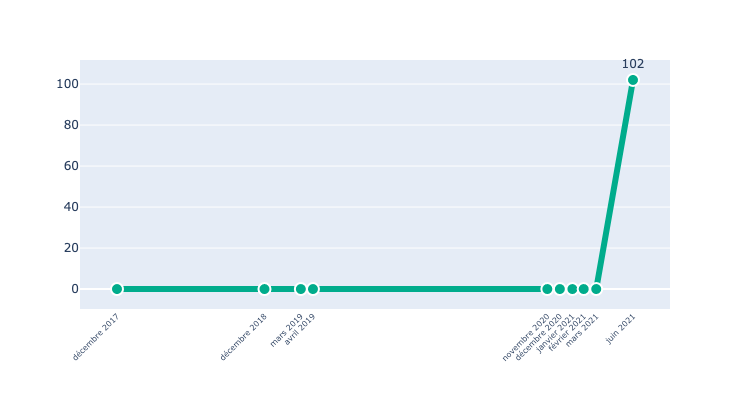 102
100
80
60
40
20
0
décembre 2017
décembre 2018
mars 2019
avril 2019
novembre 2020
décembre 2020
janvier 2021
février 2021
mars 2021
juin 2021